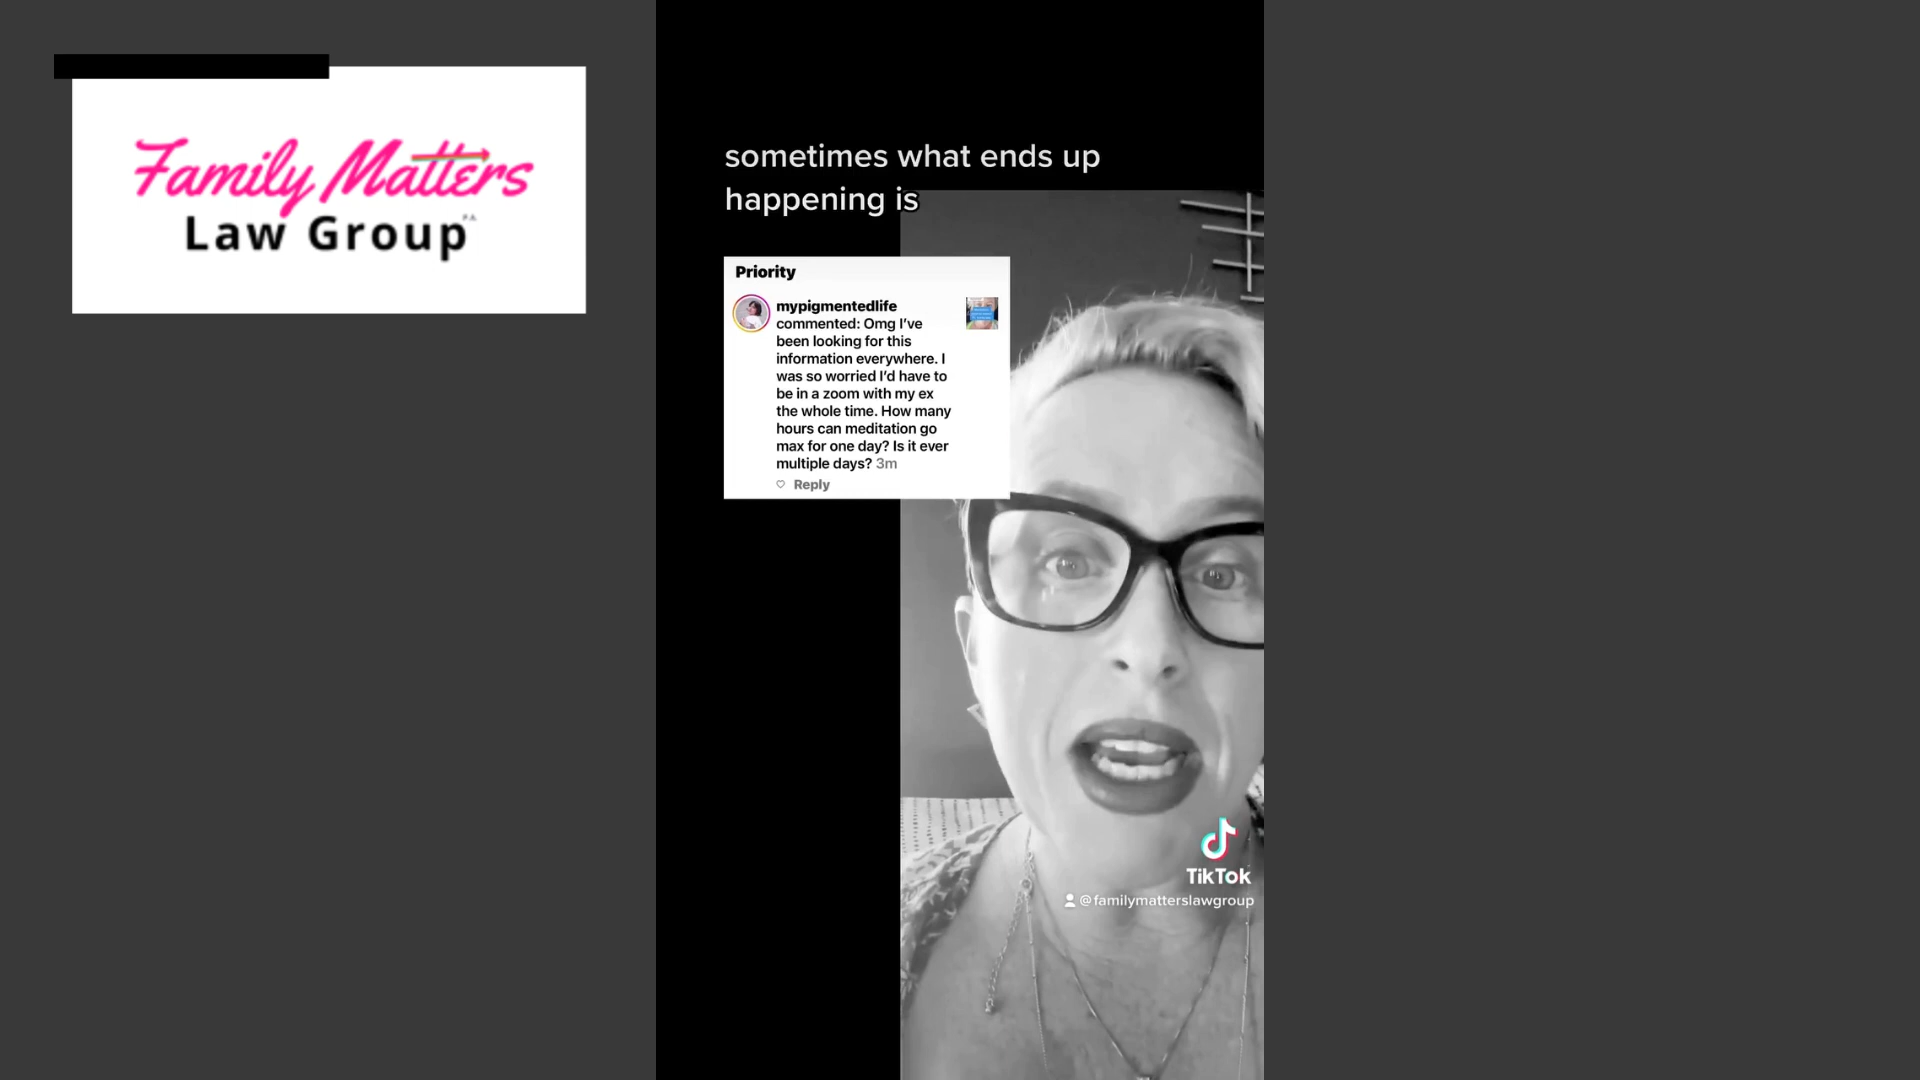 Family Matters
Law Group P.A.
sometimes what ends up
happening is
Priority
mypigmentedlife
commented: Omg I've
been looking for this
information everywhere. I
was so worried I'd have to
be in a zoom with my ex
the whole time. How many
hours can meditation go
max for one day? Is it ever
multiple days? 3m
Reply
TikTok
@familymatterslawgroup